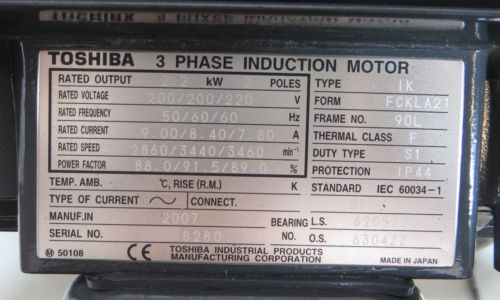 TOSHIBA 3 PHASE INDUCTION MOTOR
RATED OUTPUT 2.2 kW 2 POLES
RATED VOLTAGE 200/200/220 V
RATED FREQUENCY 50/60/60 Hz
RATED CURRENT 9.00/8.40/7.80 A
RATED SPEED 2860/3440/3460 min⁻¹
POWER FACTOR 88.0/91.5/89.0 %
TEMP. AMB. °C, RISE (R.M.) K
TYPE OF CURRENT ~ CONNECT.
MANUF.IN 2007
SERIAL NO. 8280
TYPE IK
FORM FCKLA21
FRAME NO. 90L
THERMAL CLASS F
DUTY TYPE S1
PROTECTION IP44
STANDARD IEC 60034-1
BEARING NO.
L.S.
O.S.
M 50108 CE TOSHIBA INDUSTRIAL PRODUCTS
MANUFACTURING CORPORATION
MADE IN JAPAN